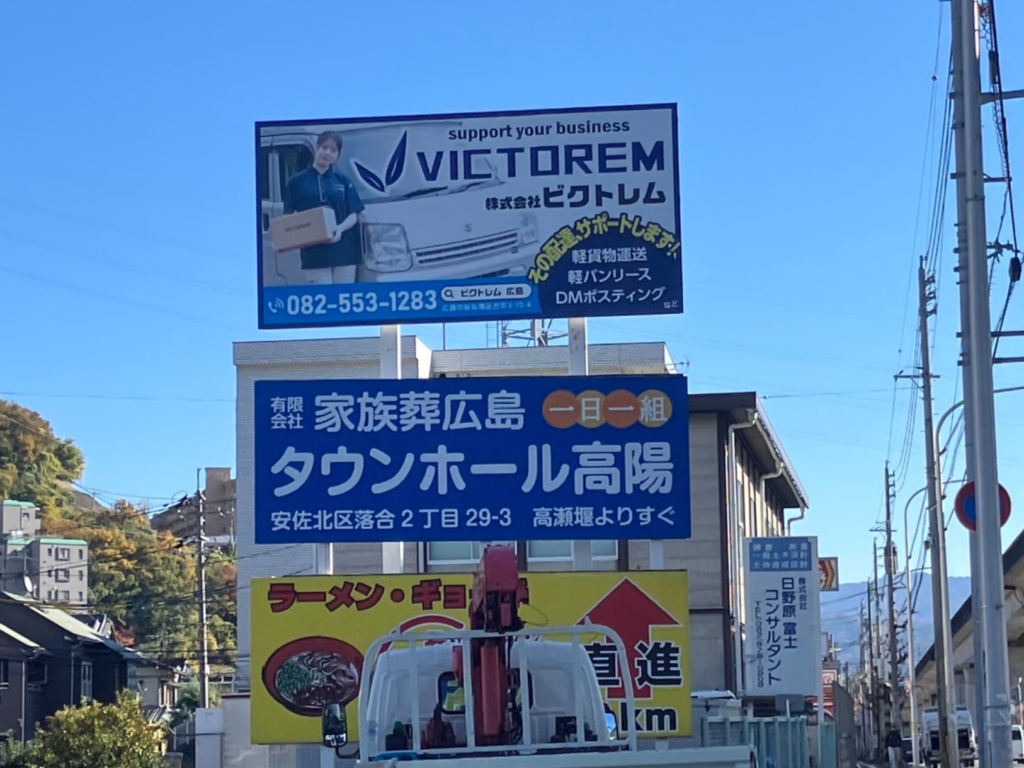 support your business
VICTOREM
株式会社ビクトレム
その配達、サポートします!
軽貨物運送
軽バンリース
DMポスティング
など
082-553-1283
ビクトレム 広島
有限会社 家族葬広島 一日一組
タウンホール高陽
安佐北区落合2丁目29-3 高瀬堰よりすぐ
ラーメン・ギョ
直進
km
株式会社
日野原 富士
コンサルタント